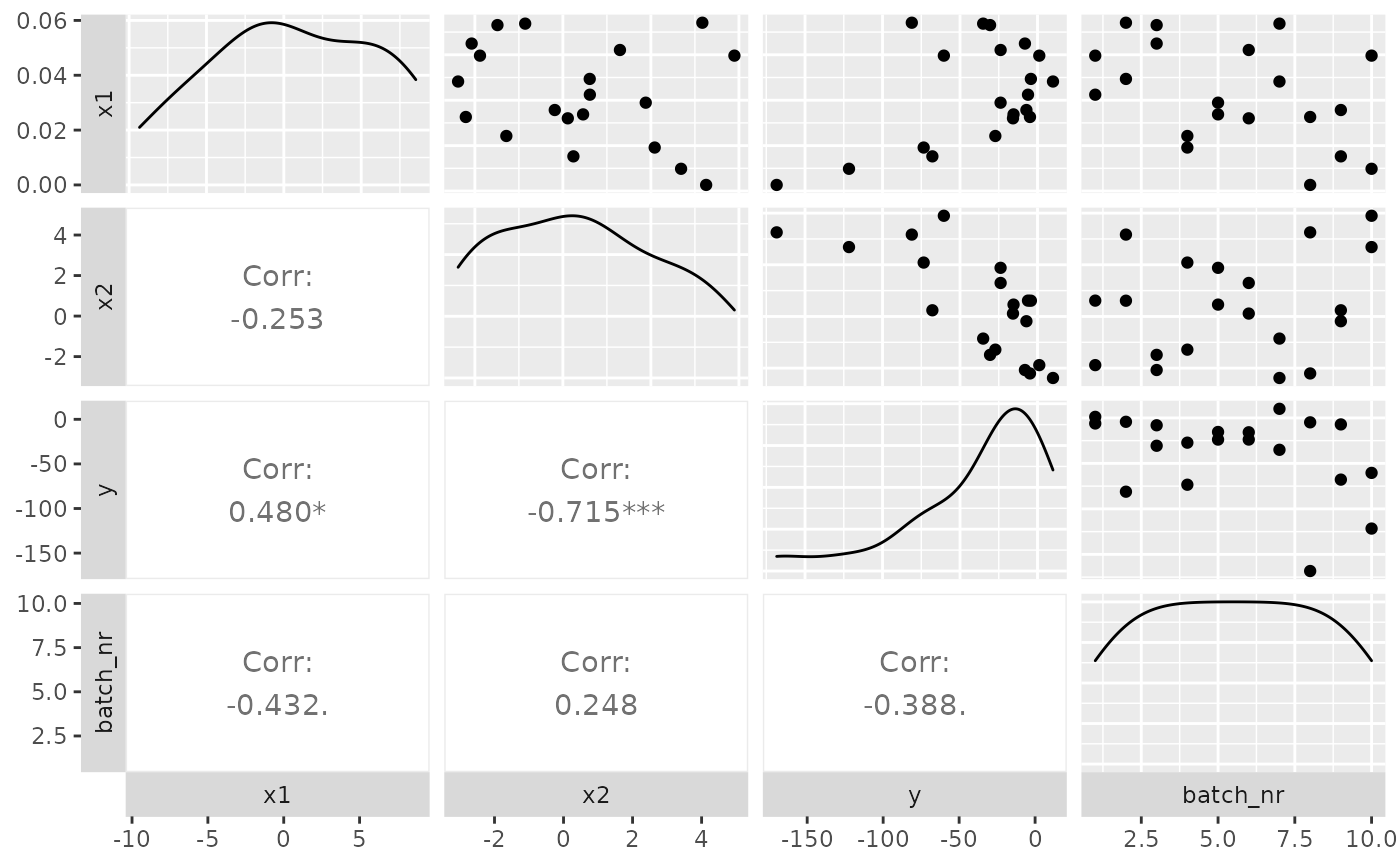 0.06
0.04
0.02
0.00
x1
4
2
0
-2
x2
Corr:
-0.253
0
-50
-100
-150
y
Corr:
0.480*
Corr:
-0.715***
10.0
7.5
5.0
2.5
batch_nr
Corr:
-0.432.
Corr:
0.248
Corr:
-0.388.
x1 x2 y batch_nr
-10 -5 0 5 -2 0 2 4 -150 -100 -50 0 2.5 5.0 7.5 10.0